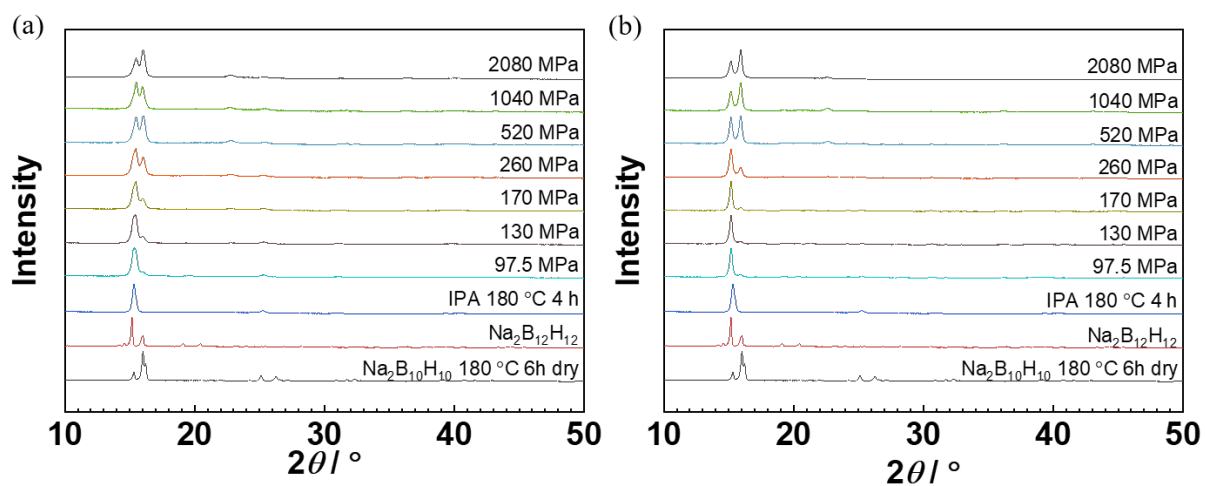 (a)
2080 MPa
1040 MPa
520 MPa
260 MPa
170 MPa
130 MPa
97.5 MPa
IPA 180 °C 4 h
Na₂B₁₂H₁₂
Na₂B₁₀H₁₀ 180 °C 6h dry
Intensity
10 20 30 40 50
2θ / °
(b)
2080 MPa
1040 MPa
520 MPa
260 MPa
170 MPa
130 MPa
97.5 MPa
IPA 180 °C 4 h
Na₂B₁₂H₁₂
Na₂B₁₀H₁₀ 180 °C 6h dry
Intensity
10 20 30 40 50
2θ / °